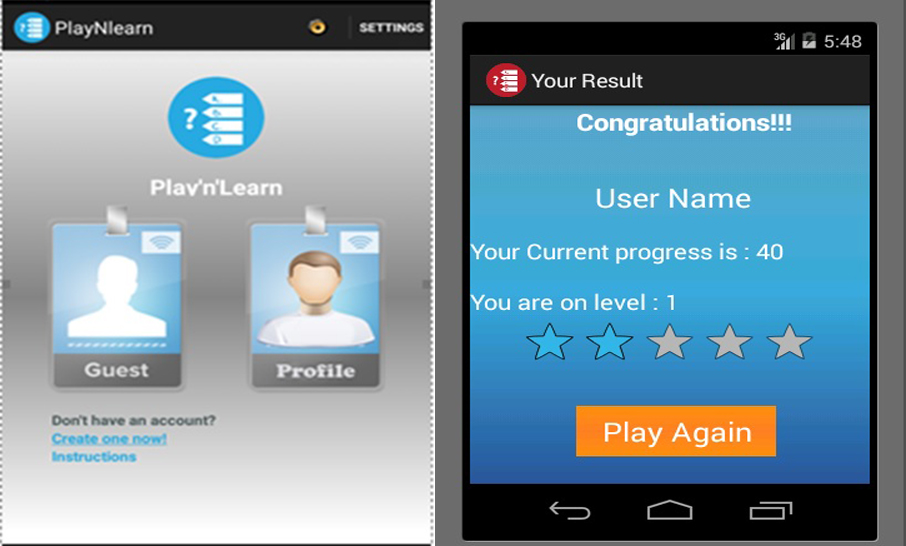 PlayNlearn
SETTINGS
?
A
B
C
D
Play'n'Learn
Guest
Profile
Don't have an account?
Create one now!
Instructions
3G 5:48
? Your Result
Congratulations!!!
User Name
Your Current progress is : 40
You are on level : 1
Play Again